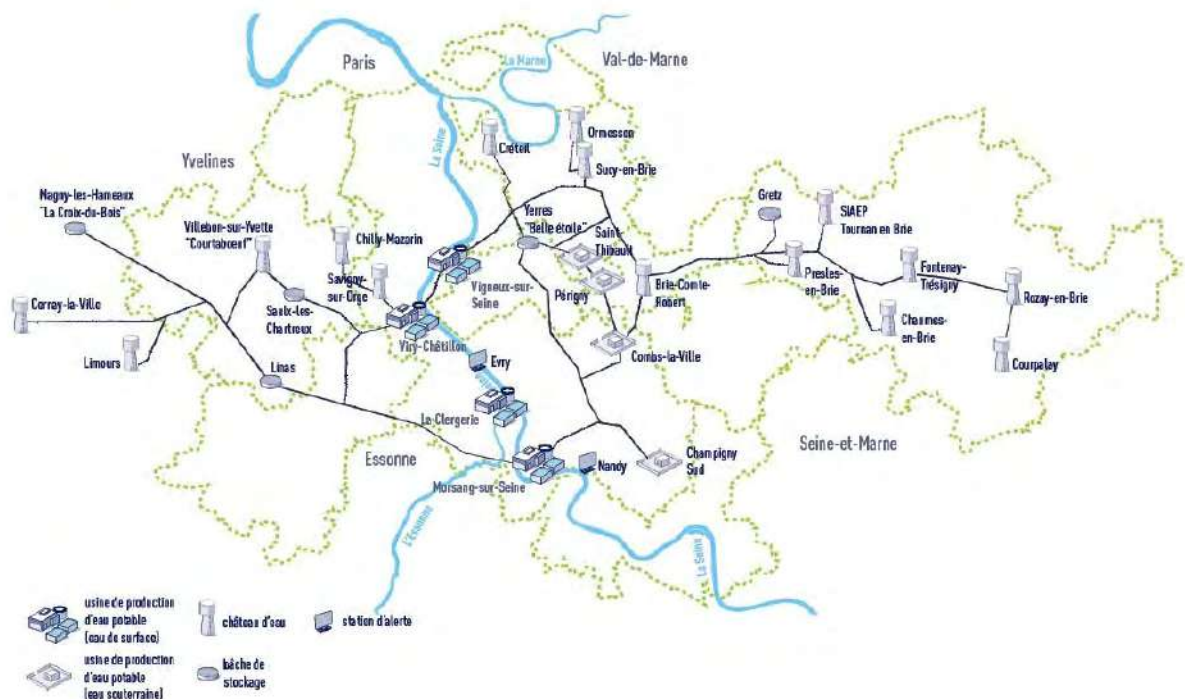 Paris
La Marne
Val-de-Marne
La Seine
Yvelines
Créteil
Ormesson
Sucy-en-Brie
Magny-les-Hameaux
"La Croix-du-Bois"
Villebon-sur-Yvette
"Courtabœuf"
Chilly-Mazarin
Savigny-
sur-Orge
Yerres
"Belle étoile"
Saint-
Thibault
Gretz
SIAEP
Tournan en Brie
Vigneux-sur-
Seine
Périgny
Brie-Comte-
Robert
Presles-
en-Brie
Fontenay-
Trésigny
Rozay-en-Brie
Cernay-la-Ville
Saulx-les-
Chartreux
Viry-Châtillon
Chaumes-
en-Brie
Limours
Linas
Evry
Combs-la-Ville
Courpalay
La Clergerie
Essonne
Seine-et-Marne
Morsang-sur-Seine
Nandy
Champigny
Sud
L'Essonne
La Seine
usine de production
d'eau potable
(eau de surface)
château d'eau
station d'alerte
usine de production
d'eau potable
(eau souterraine)
bâche de
stockage